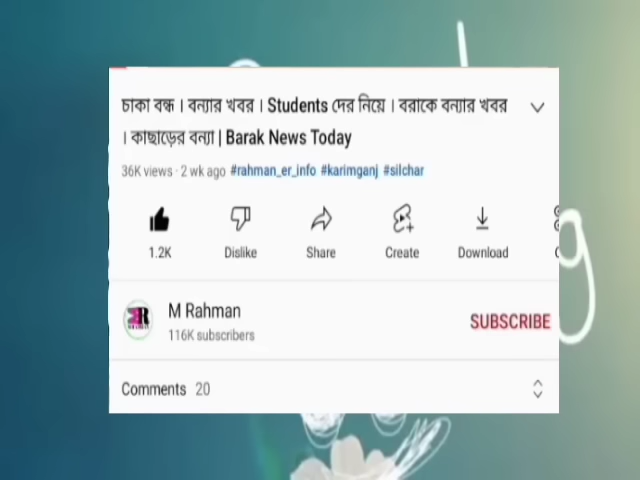 চাকা বন্ধ । বন্যার খবর । Students দের নিয়ে । বরাকে বন্যার খবর
। কাছাড়ের বন্যা | Barak News Today
36K views · 2 wk ago #rahman_er_info #karimganj #silchar
1.2K Dislike Share Create Download
M Rahman
116K subscribers
SUBSCRIBE
Comments 20